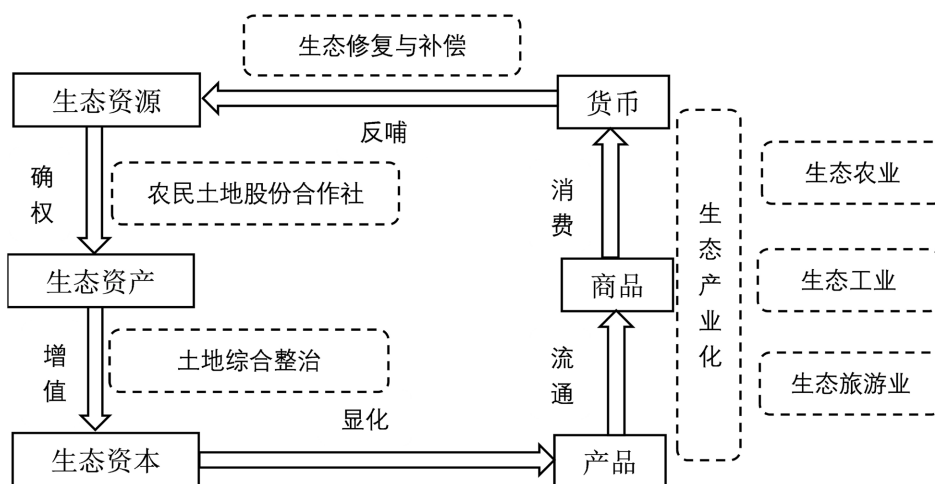 生态修复与补偿
生态资源
货币
反哺
确权
农民土地股份合作社
消费
生态农业
生态资产
商品
生态产业化
生态工业
增值
土地综合整治
流通
生态旅游业
显化
生态资本
产品